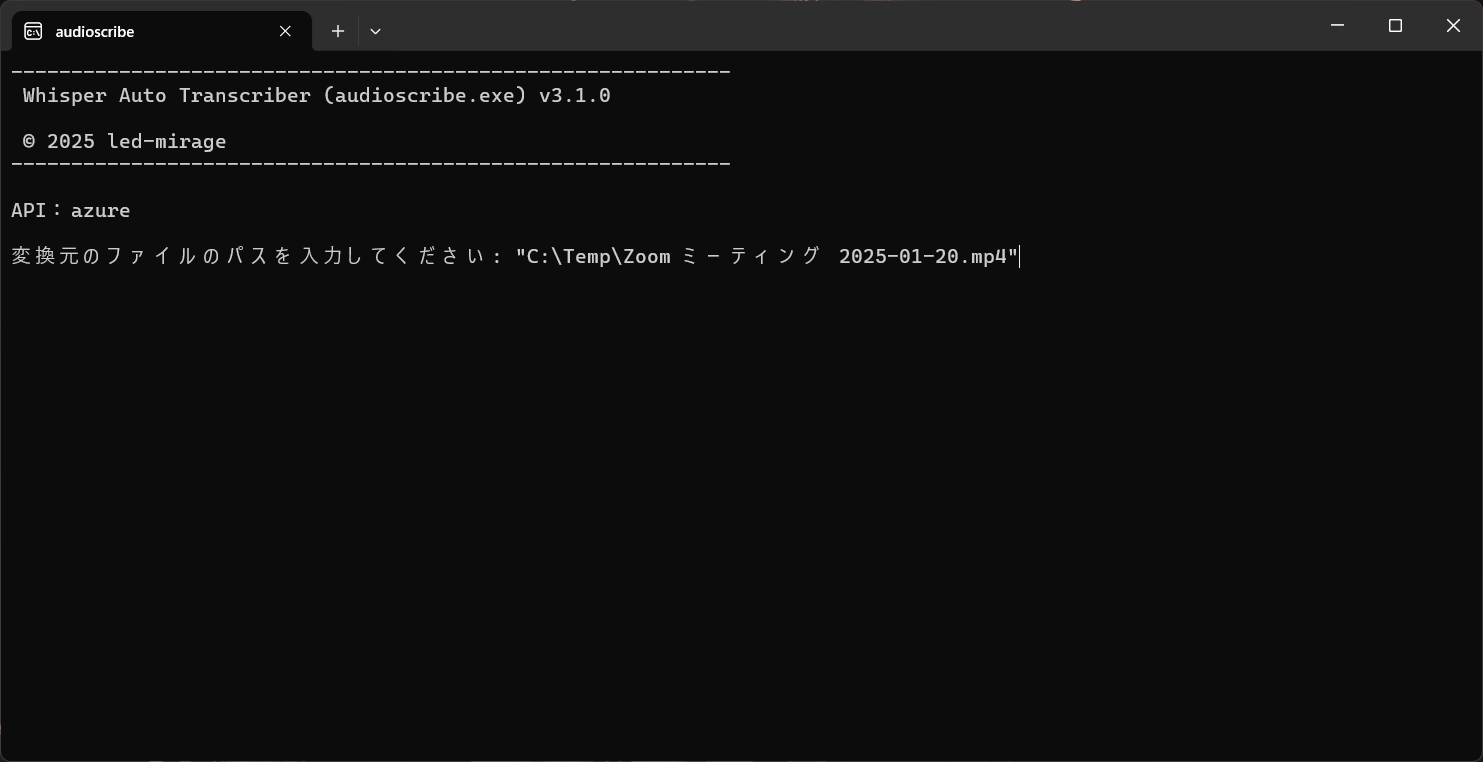 audioscribe
------------------------------------------------------------
Whisper Auto Transcriber (audioscribe.exe) v3.1.0
© 2025 led-mirage
------------------------------------------------------------
API：azure
変換元のファイルのパスを入力してください: "C:\Temp\Zoom ミーティング 2025-01-20.mp4"